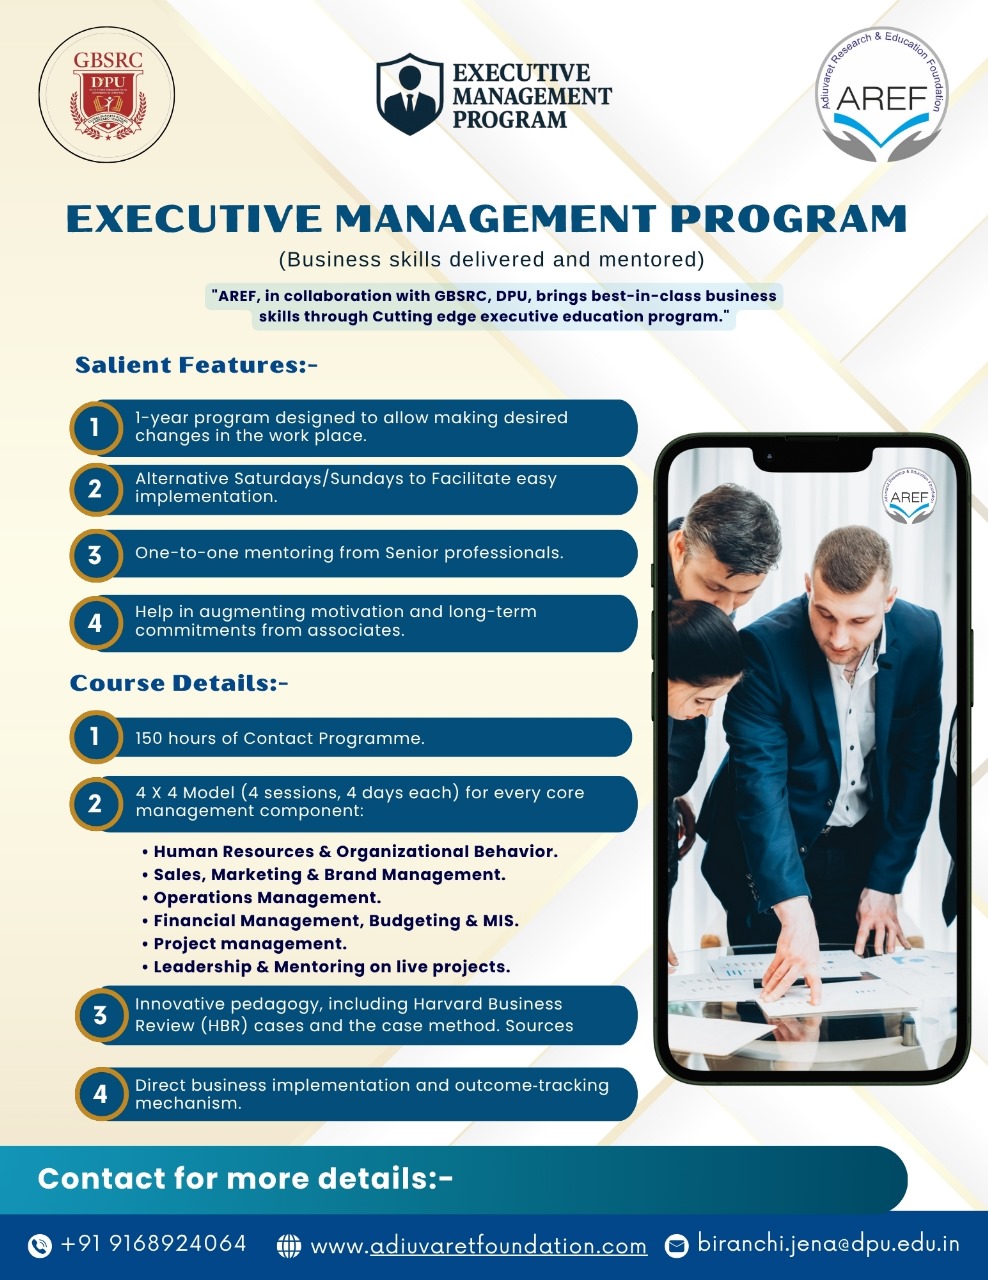 GBSRC
DPU
EXECUTIVE
MANAGEMENT
PROGRAM
Adiuvaret Research & Education Foundation
AREF
EXECUTIVE MANAGEMENT PROGRAM
(Business skills delivered and mentored)
"AREF, in collaboration with GBSRC, DPU, brings best-in-class business
skills through Cutting edge executive education program."
Salient Features:-
1
1-year program designed to allow making desired
changes in the work place.
2
Alternative Saturdays/Sundays to Facilitate easy
implementation.
3
One-to-one mentoring from Senior professionals.
4
Help in augmenting motivation and long-term
commitments from associates.
AREF
Course Details:-
1
150 hours of Contact Programme.
2
4 X 4 Model (4 sessions, 4 days each) for every core
management component:
• Human Resources & Organizational Behavior.
• Sales, Marketing & Brand Management.
• Operations Management.
• Financial Management, Budgeting & MIS.
• Project management.
• Leadership & Mentoring on live projects.
3
Innovative pedagogy, including Harvard Business
Review (HBR) cases and the case method. Sources
4
Direct business implementation and outcome-tracking
mechanism.
Contact for more details:-
+91 9168924064
www.adiuvaretfoundation.com
biranchi.jena@dpu.edu.in